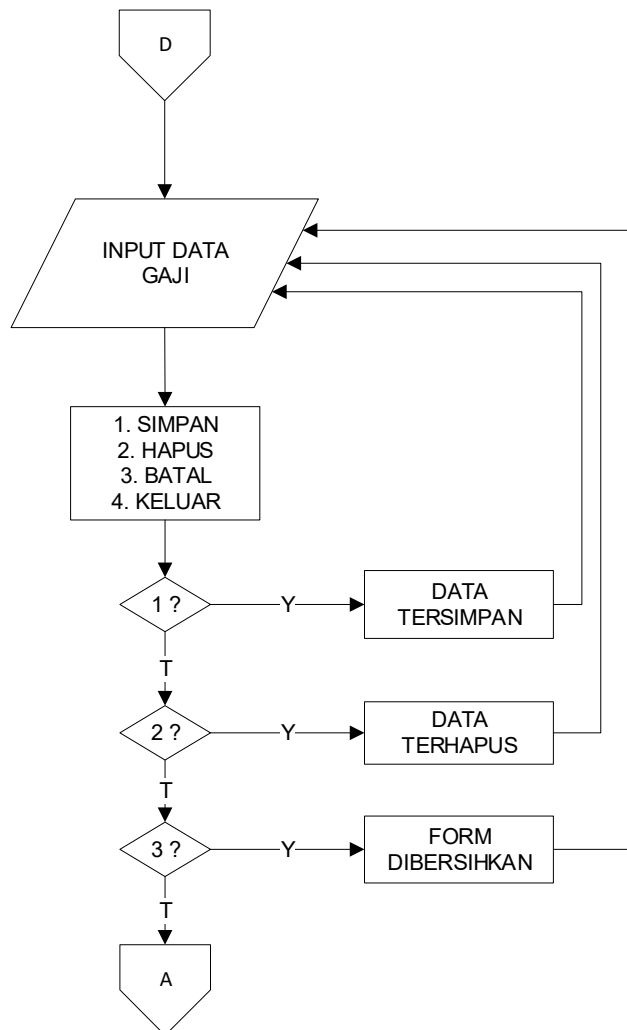 D
INPUT DATA
GAJI
1. SIMPAN
2. HAPUS
3. BATAL
4. KELUAR
1 ?
Y
DATA
TERSIMPAN
T
2 ?
Y
DATA
TERHAPUS
T
3 ?
Y
FORM
DIBERSIHKAN
T
A